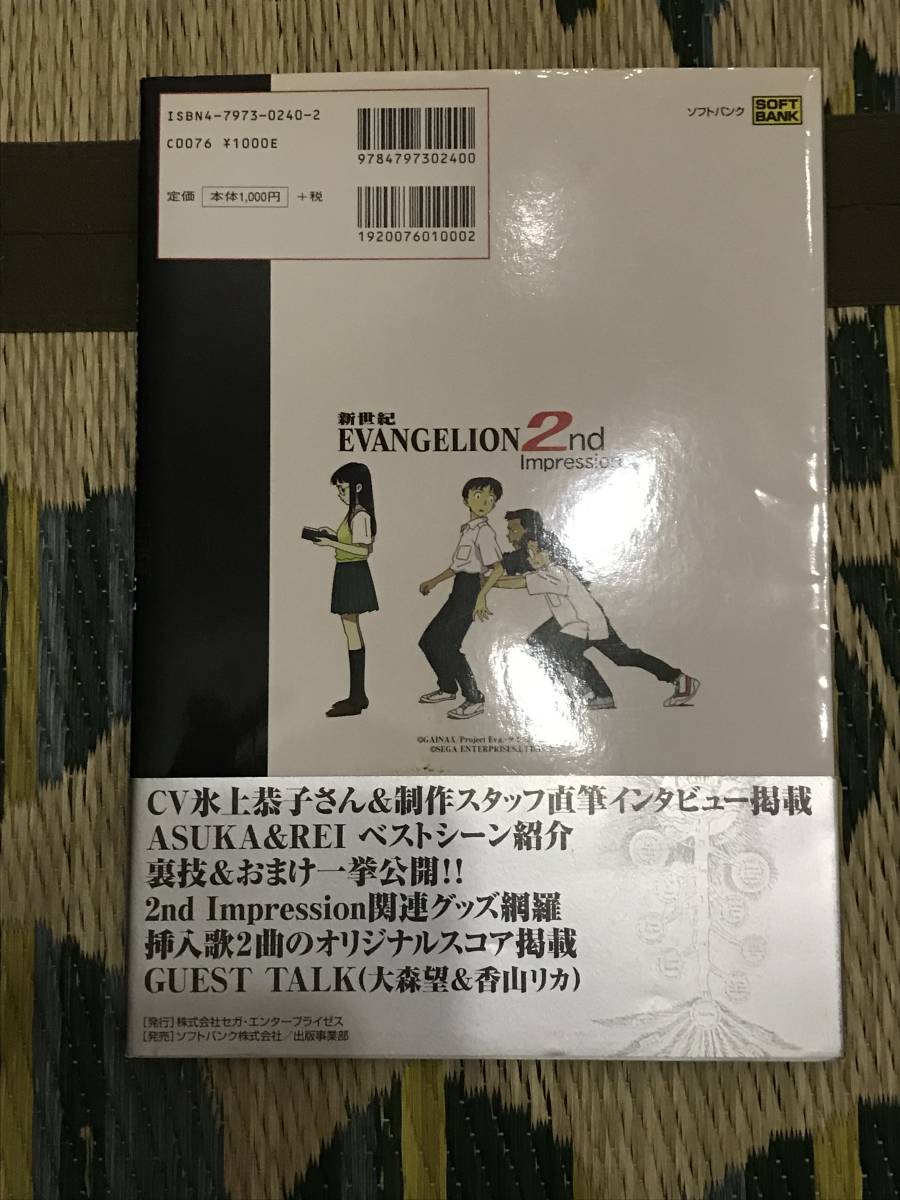 ISBN4-7973-0240-2
C0076 ¥1000E
9784797302400
定価 本体1,000円 +税
1920076010002
ソフトバンク SOFT BANK
新世紀
EVANGELION 2nd
Impression
©GAINAX/Project Eva.
©SEGA ENTERPRISES,LTD.
CV氷上恭子さん&制作スタッフ直筆インタビュー掲載
ASUKA&REI ベストシーン紹介
裏技&おまけ一挙公開!!
2nd Impression関連グッズ網羅
挿入歌2曲のオリジナルスコア掲載
GUEST TALK(大森望&香山リカ)
[発行]株式会社セガ・エンタープライゼス
[発売]ソフトバンク株式会社/出版事業部